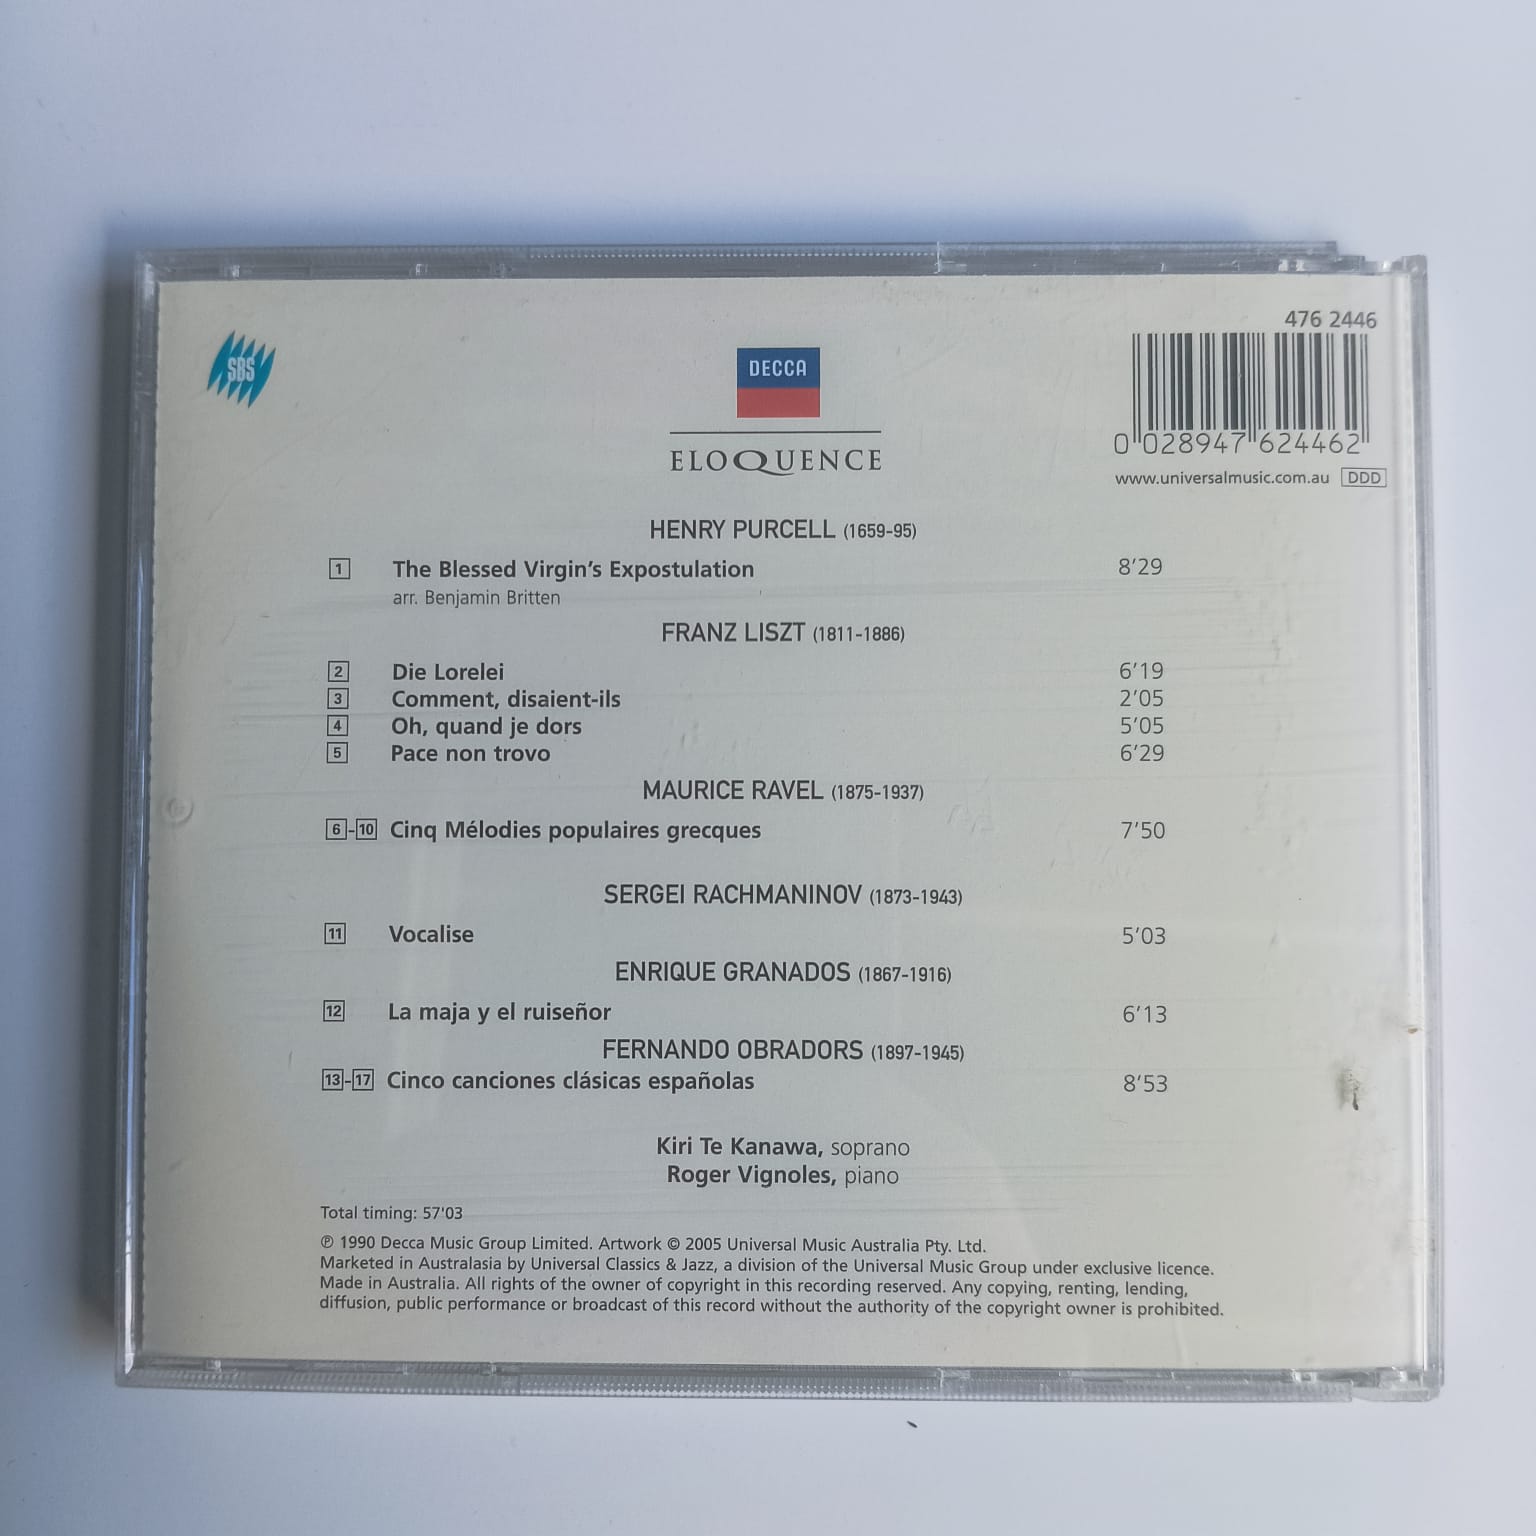 SBS
DECCA
ELOQUENCE
476 2446
0 028947 624462
www.universalmusic.com.au DDD
HENRY PURCELL (1659-95)
1 The Blessed Virgin's Expostulation 8'29
arr. Benjamin Britten
FRANZ LISZT (1811-1886)
2 Die Lorelei 6'19
3 Comment, disaient-ils 2'05
4 Oh, quand je dors 5'05
5 Pace non trovo 6'29
MAURICE RAVEL (1875-1937)
6-10 Cinq Mélodies populaires grecques 7'50
SERGEI RACHMANINOV (1873-1943)
11 Vocalise 5'03
ENRIQUE GRANADOS (1867-1916)
12 La maja y el ruiseñor 6'13
FERNANDO OBRADORS (1897-1945)
13-17 Cinco canciones clásicas españolas 8'53
Kiri Te Kanawa, soprano
Roger Vignoles, piano
Total timing: 57'03
℗ 1990 Decca Music Group Limited. Artwork © 2005 Universal Music Australia Pty. Ltd.
Marketed in Australasia by Universal Classics & Jazz, a division of the Universal Music Group under exclusive licence.
Made in Australia. All rights of the owner of copyright in this recording reserved. Any copying, renting, lending,
diffusion, public performance or broadcast of this record without the authority of the copyright owner is prohibited.